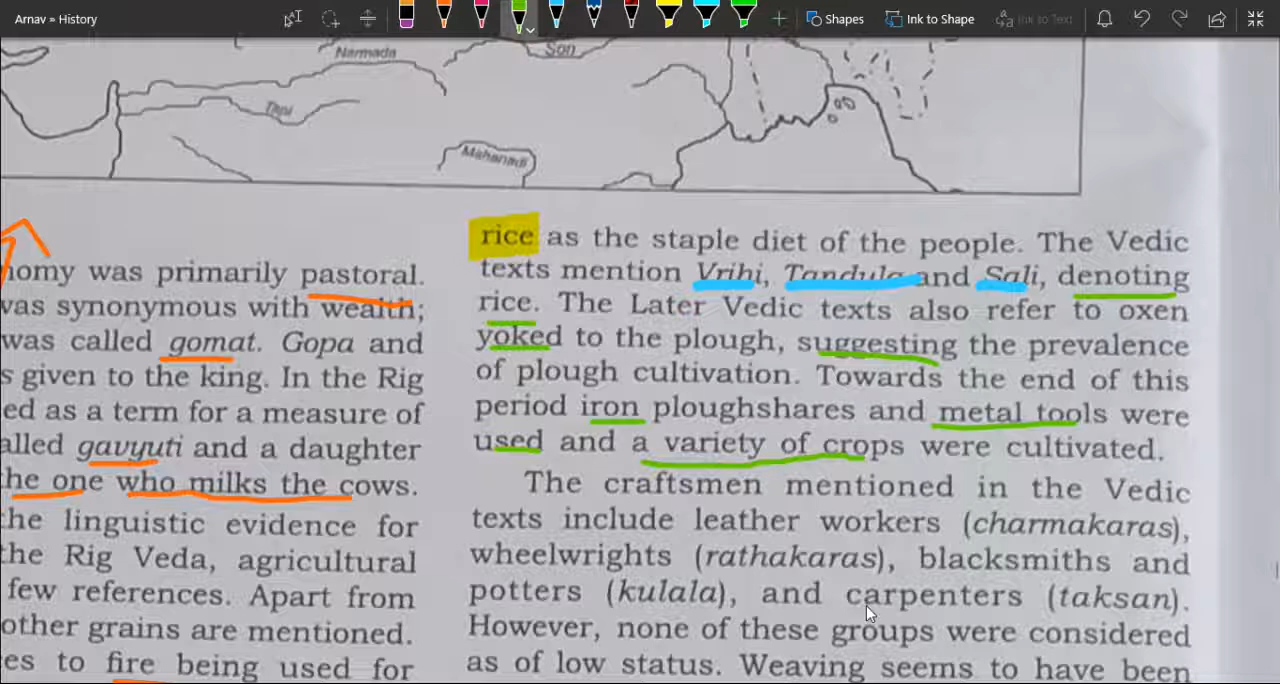 Arnav » History
Shapes
Ink to Shape
Ink to Text
Narmada
Son
Tapi
Mahanadi
nomy was primarily pastoral.
was synonymous with wealth;
was called gomat. Gopa and
s given to the king. In the Rig
ed as a term for a measure of
alled gavyuti and a daughter
he one who milks the cows.
the linguistic evidence for
the Rig Veda, agricultural
few references. Apart from
other grains are mentioned.
es to fire being used for
rice as the staple diet of the people. The Vedic
texts mention Vrihi, Tandula and Sali, denoting
rice. The Later Vedic texts also refer to oxen
yoked to the plough, suggesting the prevalence
of plough cultivation. Towards the end of this
period iron ploughshares and metal tools were
used and a variety of crops were cultivated.
The craftsmen mentioned in the Vedic
texts include leather workers (charmakaras),
wheelwrights (rathakaras), blacksmiths and
potters (kulala), and carpenters (taksan).
However, none of these groups were considered
as of low status. Weaving seems to have been